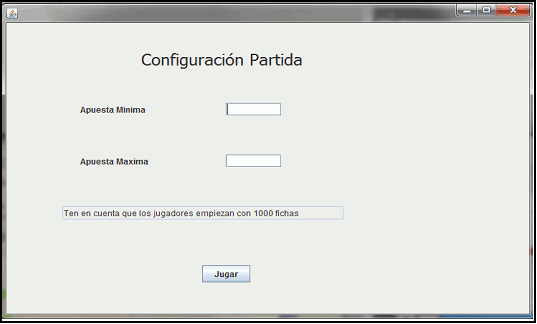 Configuración Partida
Apuesta Minima
Apuesta Maxima
Ten en cuenta que los jugadores empiezan con 1000 fichas
Jugar